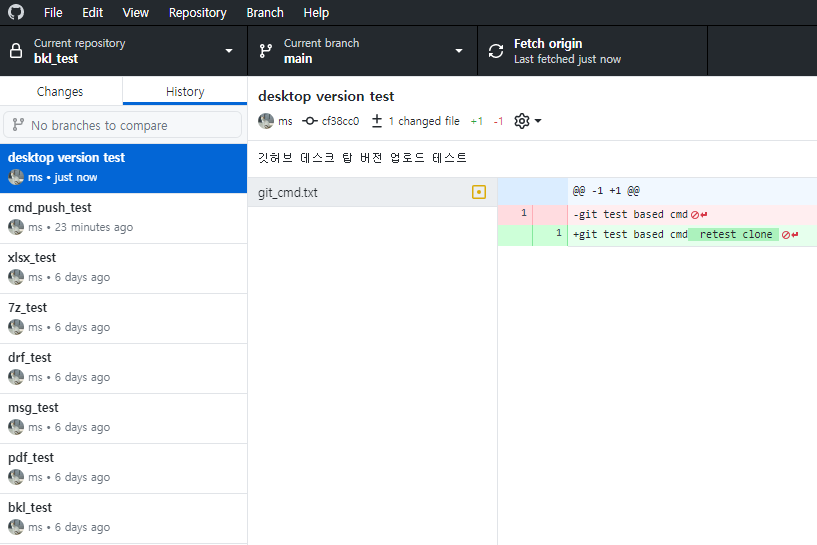 File Edit View Repository Branch Help
Current repository
bkl_test
Current branch
main
Fetch origin
Last fetched just now
Changes
History
No branches to compare
desktop version test
ms • just now
cmd_push_test
ms • 23 minutes ago
xlsx_test
ms • 6 days ago
7z_test
ms • 6 days ago
drf_test
ms • 6 days ago
msg_test
ms • 6 days ago
pdf_test
ms • 6 days ago
bkl_test
ms • 6 days ago
desktop version test
ms cf38cc0 1 changed file +1 -1
깃허브 데스크 탑 버전 업로드 테스트
git_cmd.txt
@@ -1 +1 @@
1 -git test based cmd
1 +git test based cmd  retest clone